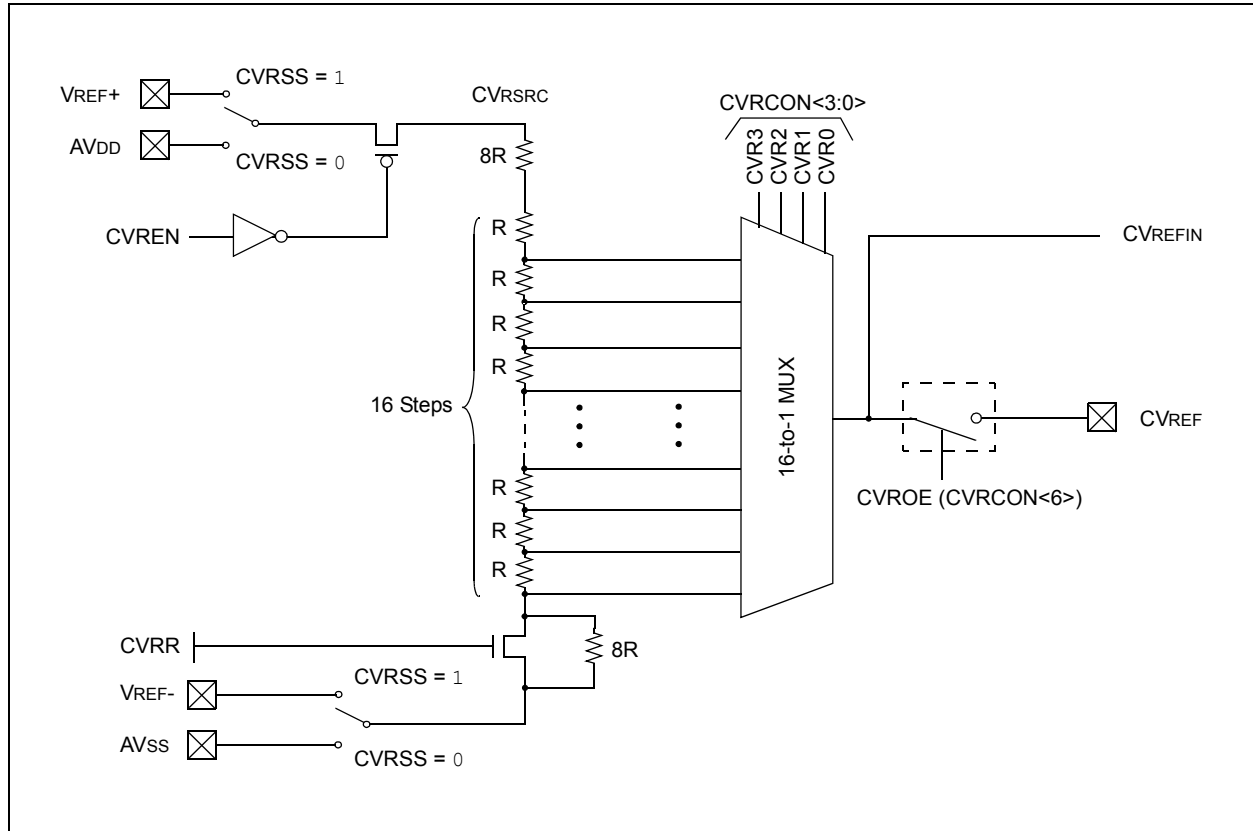 VREF+
CVRSS = 1
AVDD
CVRSS = 0
CVREN
CVRSRC
8R
R
R
R
R
16 Steps
R
R
R
CVRCON<3:0>
CVR3
CVR2
CVR1
CVR0
16-to-1 MUX
CVREFIN
CVREF
CVROE (CVRCON<6>)
CVRR
8R
VREF-
CVRSS = 1
AVSS
CVRSS = 0